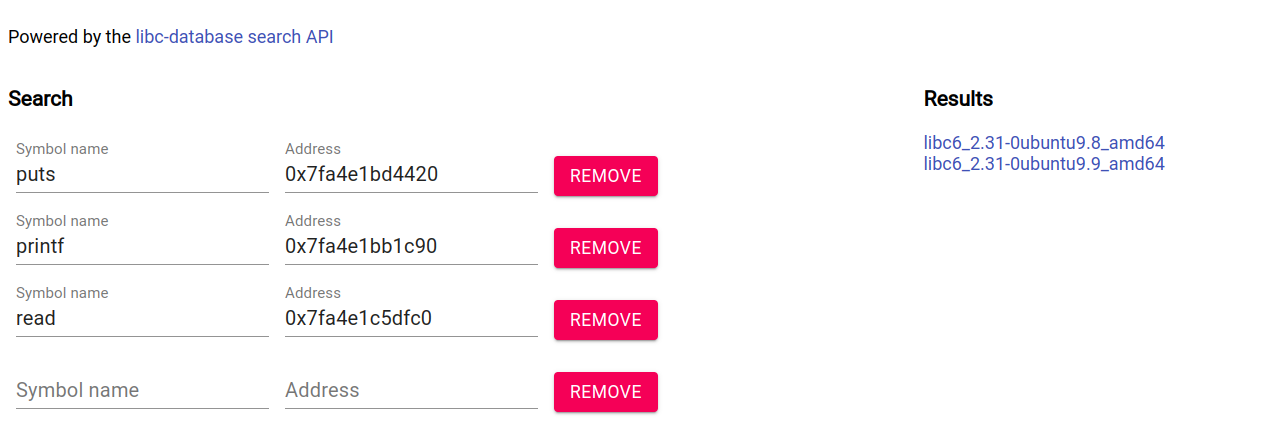 Powered by the libc-database search API
Search
Results
Symbol name
Address
puts
0x7fa4e1bd4420
REMOVE
Symbol name
Address
printf
0x7fa4e1bb1c90
REMOVE
Symbol name
Address
read
0x7fa4e1c5dfc0
REMOVE
Symbol name
Address
REMOVE
libc6_2.31-0ubuntu9.8_amd64
libc6_2.31-0ubuntu9.9_amd64